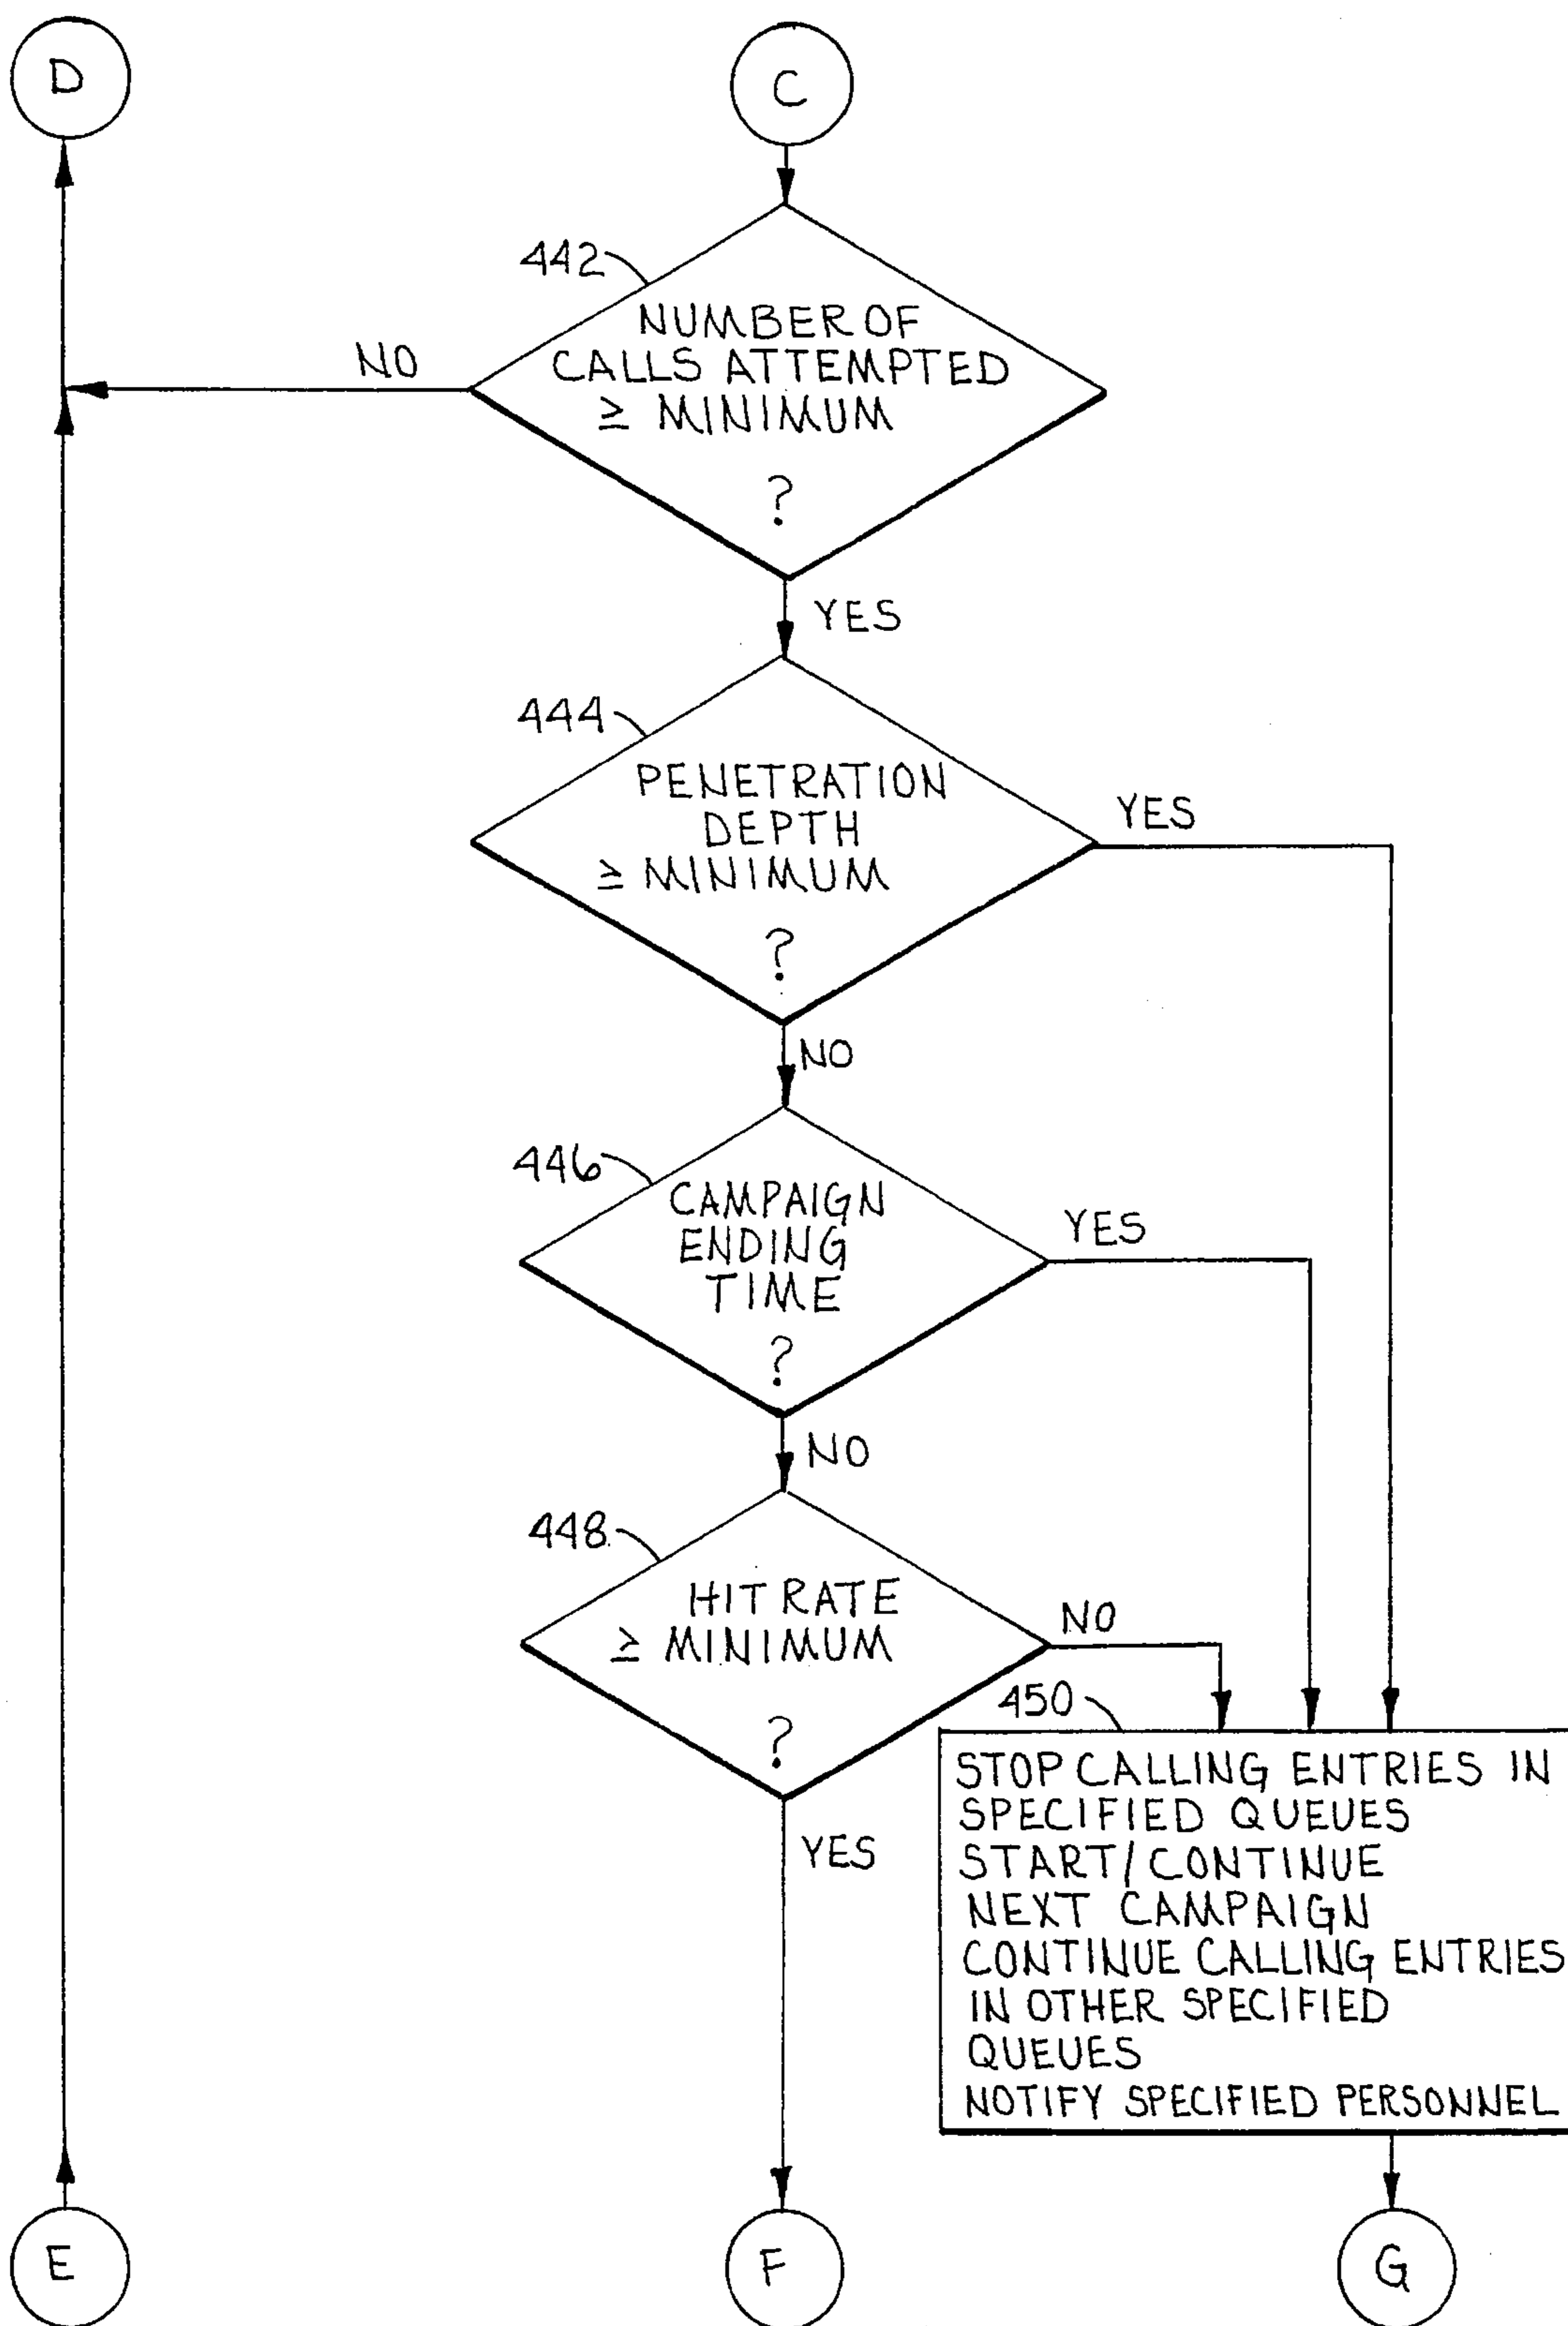 D
C
442
NUMBER OF
CALLS ATTEMPTED
≥ MINIMUM
?
NO
YES
444
PENETRATION
DEPTH
≥ MINIMUM
?
YES
NO
446
CAMPAIGN
ENDING
TIME
?
YES
NO
448
HIT RATE
≥ MINIMUM
?
NO
YES
450
STOP CALLING ENTRIES IN
SPECIFIED QUEUES
START/CONTINUE
NEXT CAMPAIGN
CONTINUE CALLING ENTRIES
IN OTHER SPECIFIED
QUEUES
NOTIFY SPECIFIED PERSONNEL
E
F
G